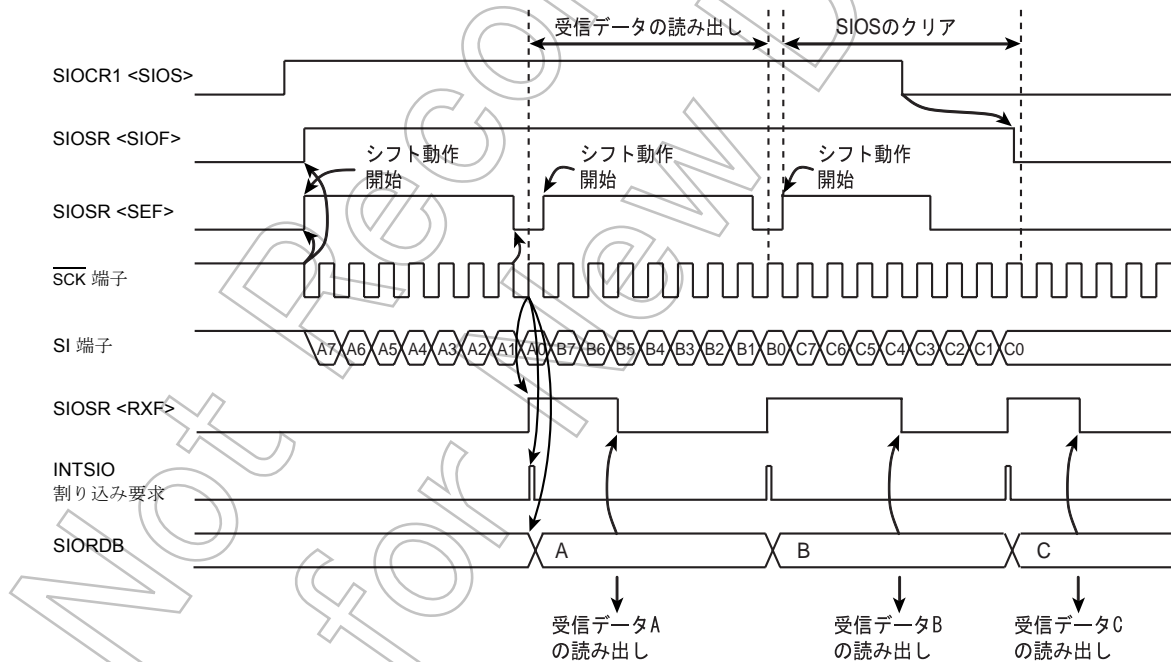 受信データの読み出し
SIOSのクリア
SIOCR1 <SIOS>
SIOSR <SIOF>
シフト動作
開始
シフト動作
開始
シフト動作
開始
SIOSR <SEF>
SCK 端子
SI 端子
A7 A6 A5 A4 A3 A2 A1 A0 B7 B6 B5 B4 B3 B2 B1 B0 C7 C6 C5 C4 C3 C2 C1 C0
SIOSR <RXF>
INTSIO
割り込み要求
SIORDB
A
B
C
受信データA
の読み出し
受信データB
の読み出し
受信データC
の読み出し